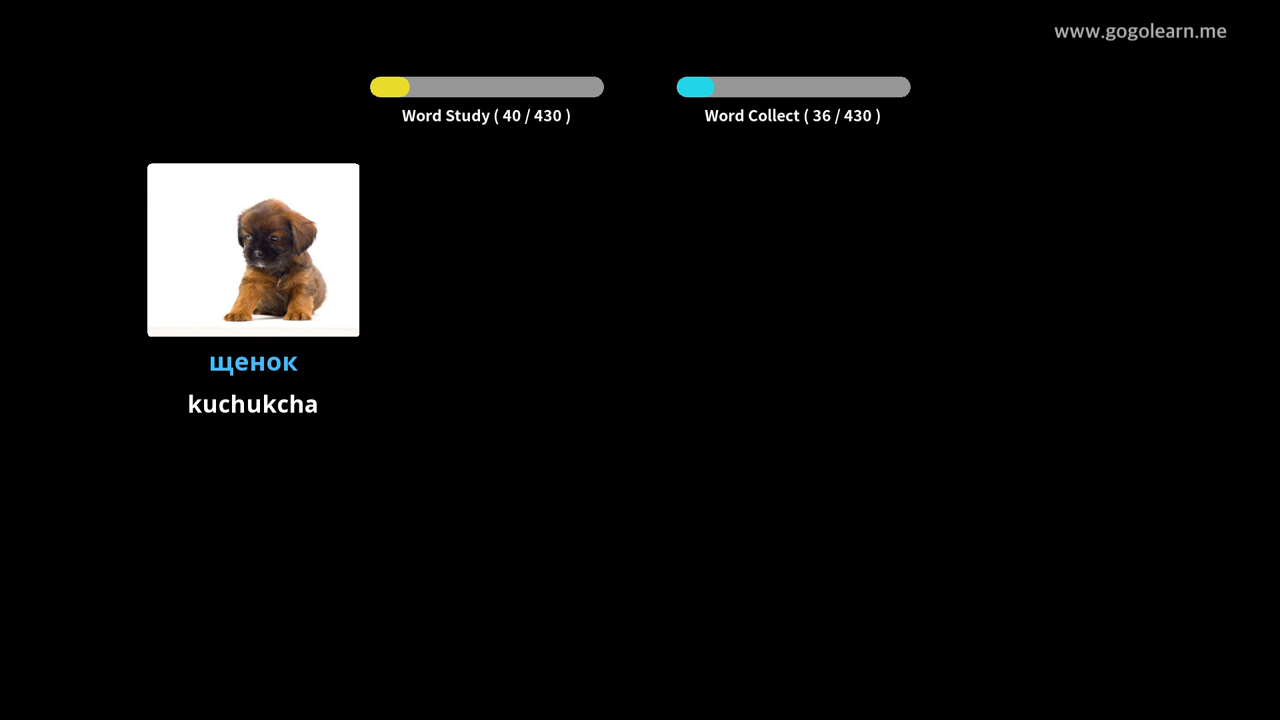 www.gogolearn.me
Word Study ( 40 / 430 )
Word Collect ( 36 / 430 )
щенок
kuchukcha